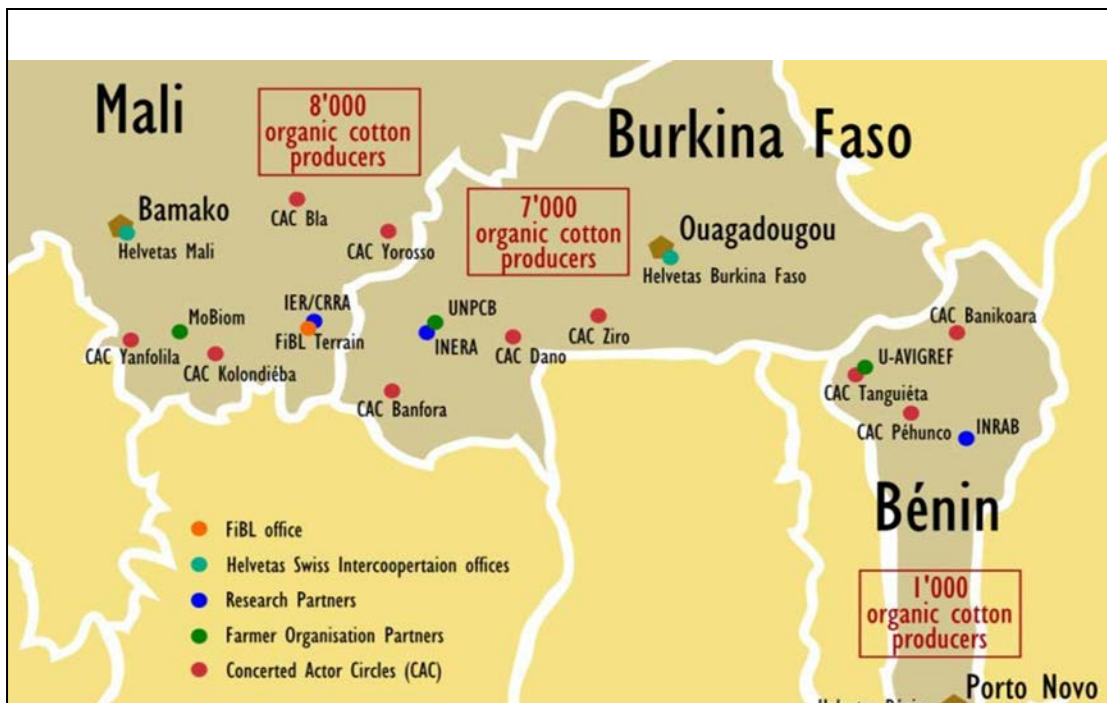 Mali
8'000
organic cotton
producers
Burkina Faso
Bamako
Helvetas Mali
CAC Bla
CAC Yorosso
7'000
organic cotton
producers
Ouagadougou
Helvetas Burkina Faso
MoBiom
CAC Yanfolila
CAC Kolondiéba
IER/CRRA
FiBL Terrain
UNPCB
INERA
CAC Dano
CAC Ziro
CAC Banfora
CAC Banikoara
U-AVIGREF
CAC Tanguiéta
CAC Péhunco
INRAB
Bénin
FiBL office
Helvetas Swiss Intercoopertaion offices
Research Partners
Farmer Organisation Partners
Concerted Actor Circles (CAC)
1'000
organic cotton
producers
Porto Novo